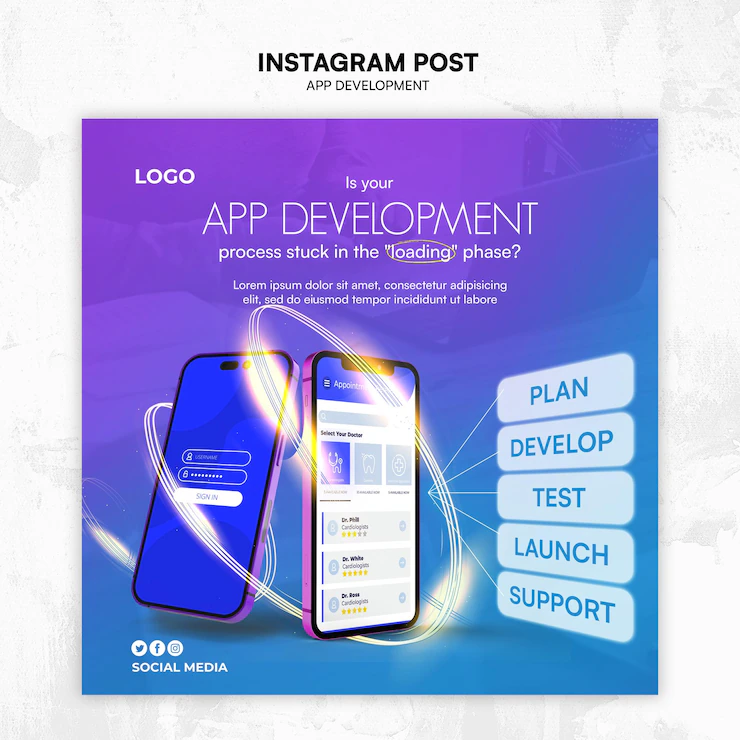 INSTAGRAM POST
APP DEVELOPMENT
LOGO
Is your
APP DEVELOPMENT
process stuck in the "loading" phase?
Lorem ipsum dolor sit amet, consectetur adipisicing
elit, sed do eiusmod tempor incididunt ut labore
USERNAME
SIGN IN
Select Your Doctor
Dr. Phill
Cardiologists
Dr. White
Cardiologists
Dr. Ross
Cardiologists
PLAN
DEVELOP
TEST
LAUNCH
SUPPORT
SOCIAL MEDIA